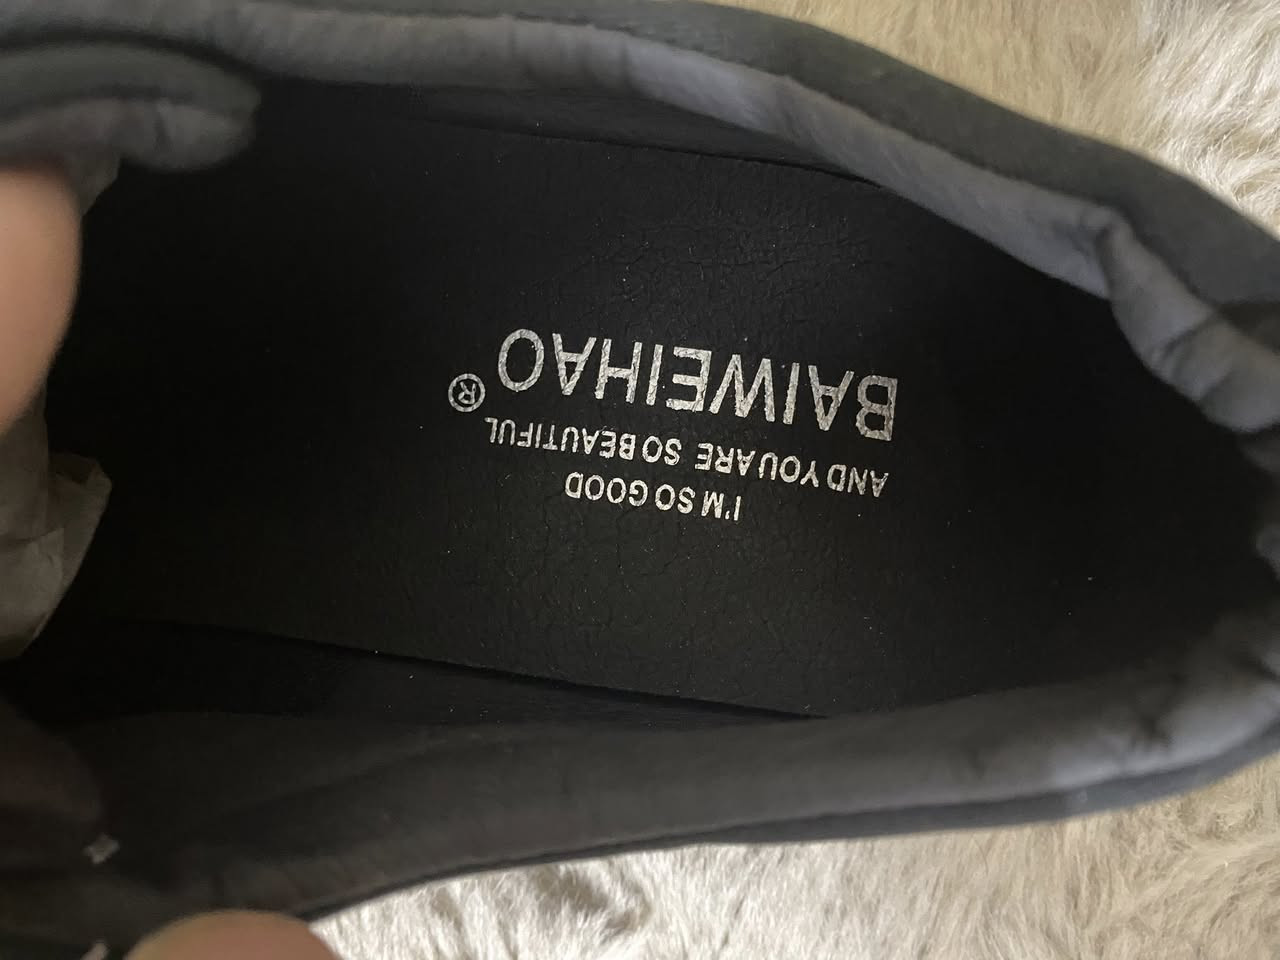 BAIWEIHAO®
AND YOU ARE SO BEAUTIFUL
I'M SO GOOD